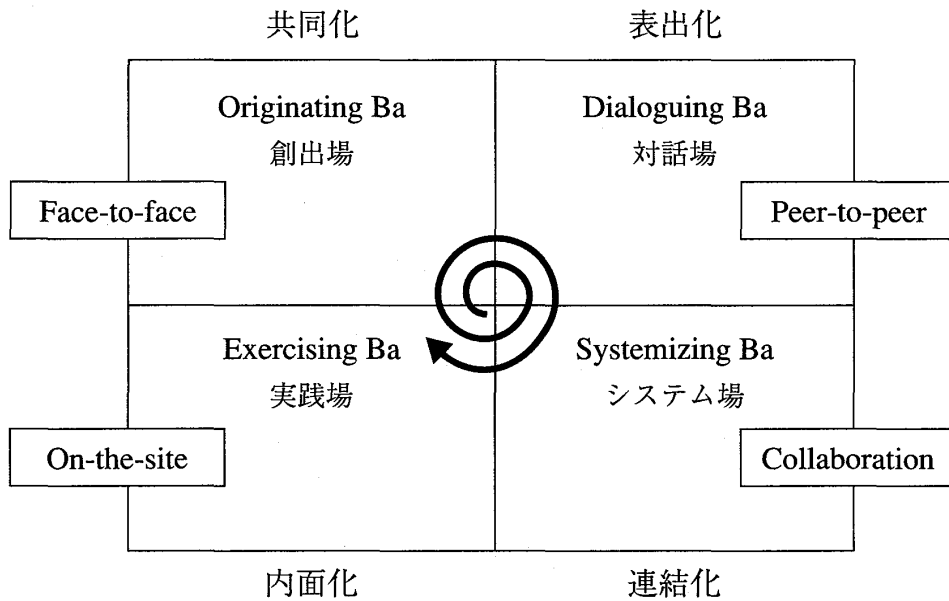 共同化
表出化
Originating Ba
創出場
Dialoguing Ba
対話場
Face-to-face
Peer-to-peer
Exercising Ba
実践場
Systemizing Ba
システム場
On-the-site
Collaboration
内面化
連結化